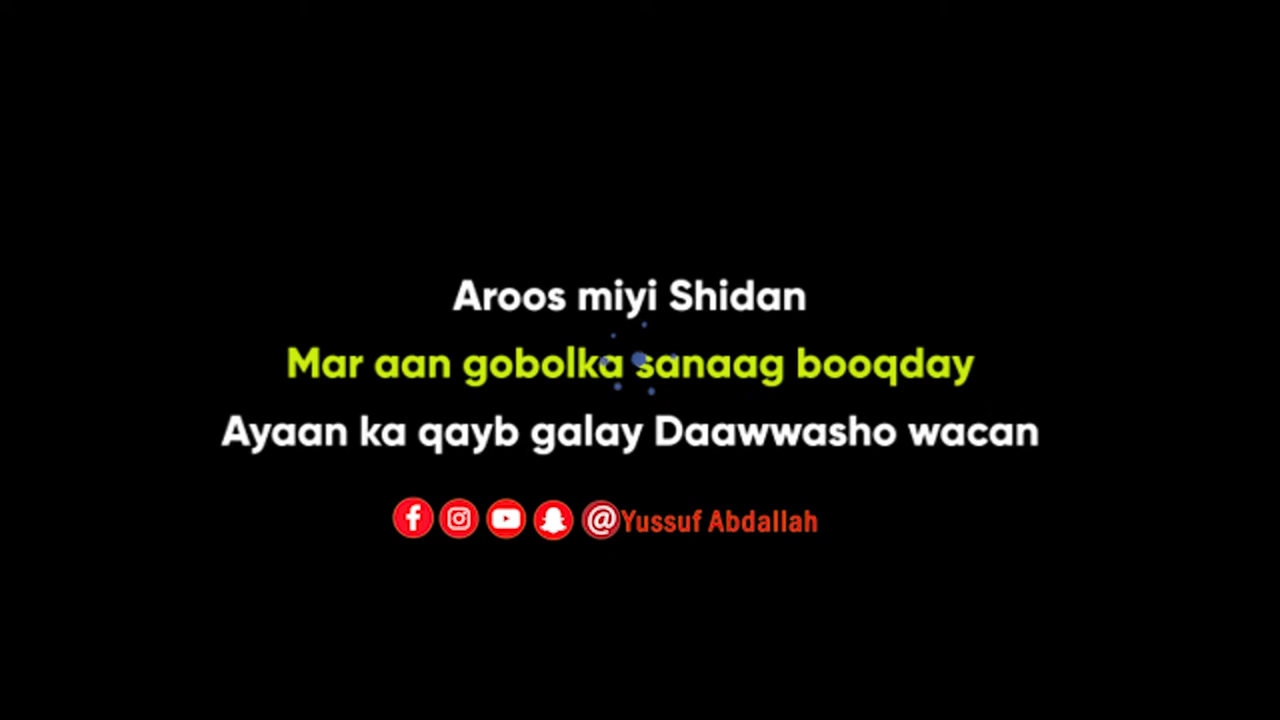 Aroos miyi Shidan
Mar aan gobolka sanaag booqday
Ayaan ka qayb galay Daawwasho wacan
@Yussuf Abdallah